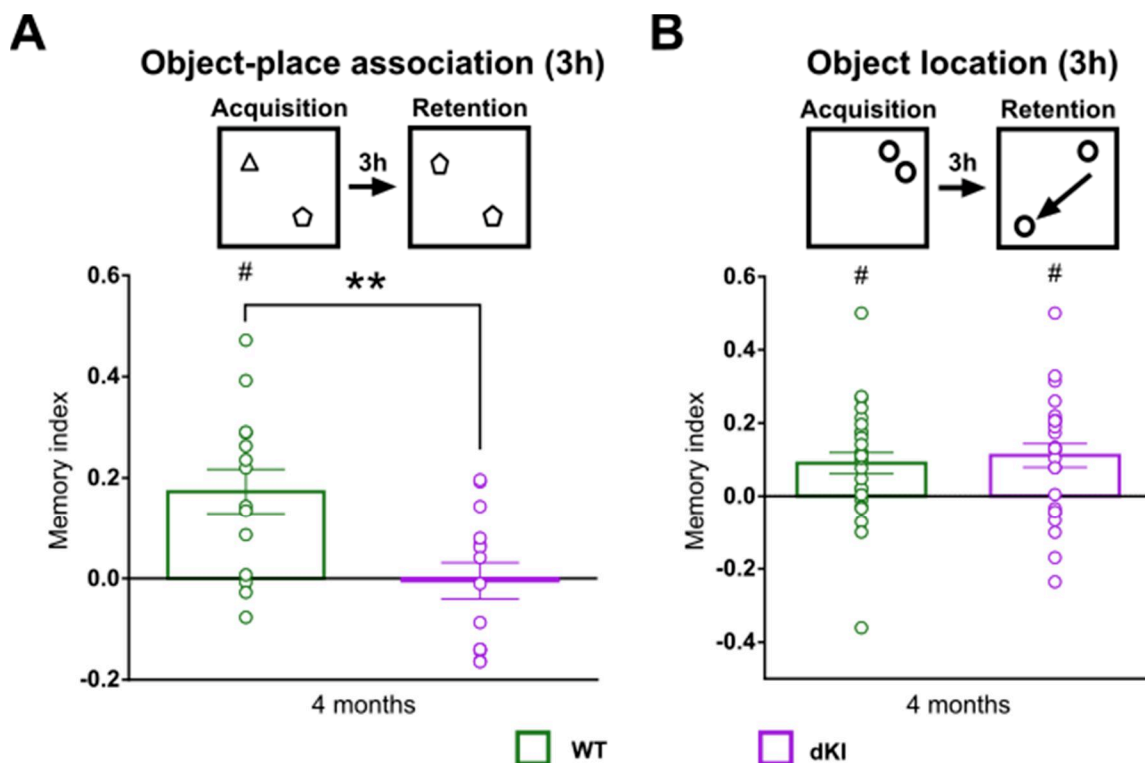 A
Object-place association (3h)
Acquisition
Retention
3h
#
**
0.6
0.4
0.2
0.0
-0.2
Memory index
4 months
B
Object location (3h)
Acquisition
Retention
3h
#
#
0.6
0.4
0.2
0.0
-0.2
-0.4
Memory index
4 months
WT
dKI